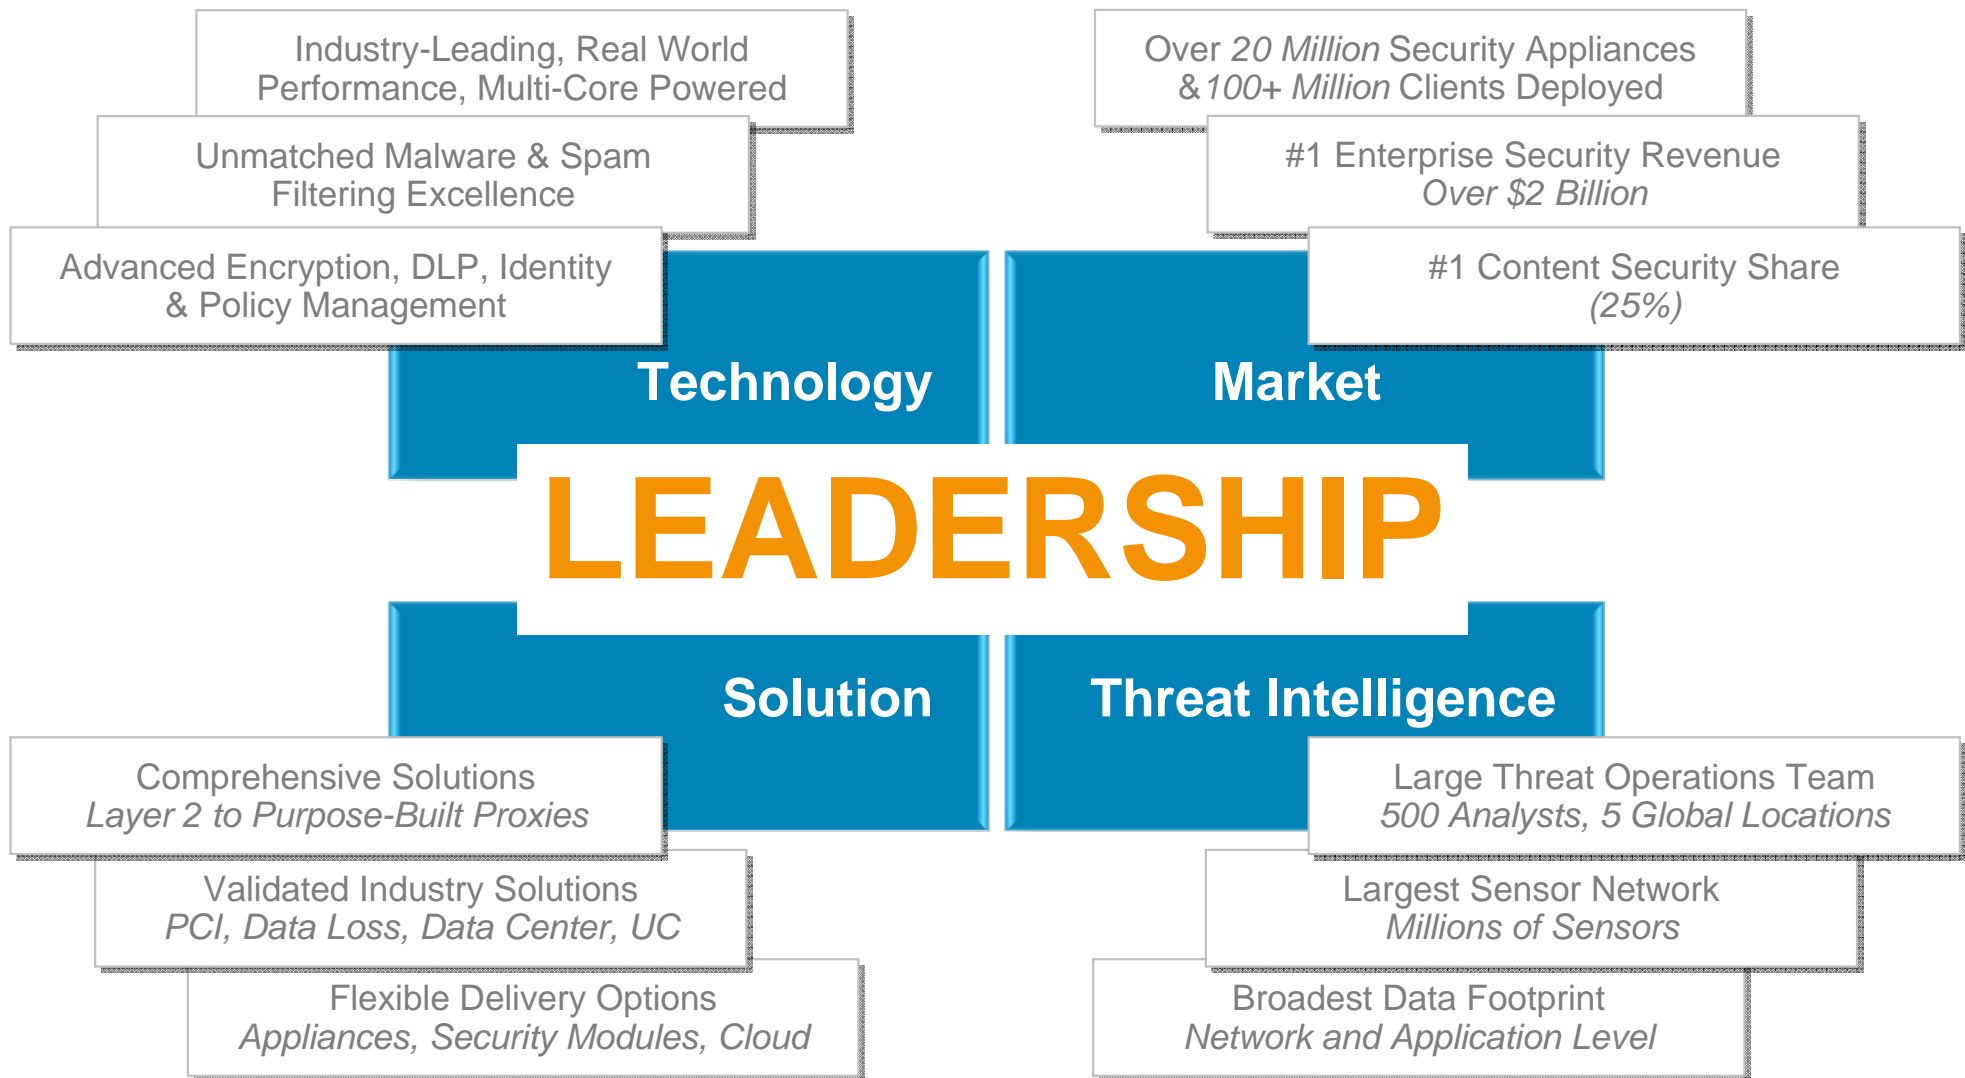 Industry-Leading, Real World
Performance, Multi-Core Powered
Unmatched Malware & Spam
Filtering Excellence
Advanced Encryption, DLP, Identity
& Policy Management
Over 20 Million Security Appliances
&100+ Million Clients Deployed
#1 Enterprise Security Revenue
Over $2 Billion
#1 Content Security Share
(25%)
Technology
Market
LEADERSHIP
Solution
Threat Intelligence
Comprehensive Solutions
Layer 2 to Purpose-Built Proxies
Validated Industry Solutions
PCI, Data Loss, Data Center, UC
Flexible Delivery Options
Appliances, Security Modules, Cloud
Large Threat Operations Team
500 Analysts, 5 Global Locations
Largest Sensor Network
Millions of Sensors
Broadest Data Footprint
Network and Application Level